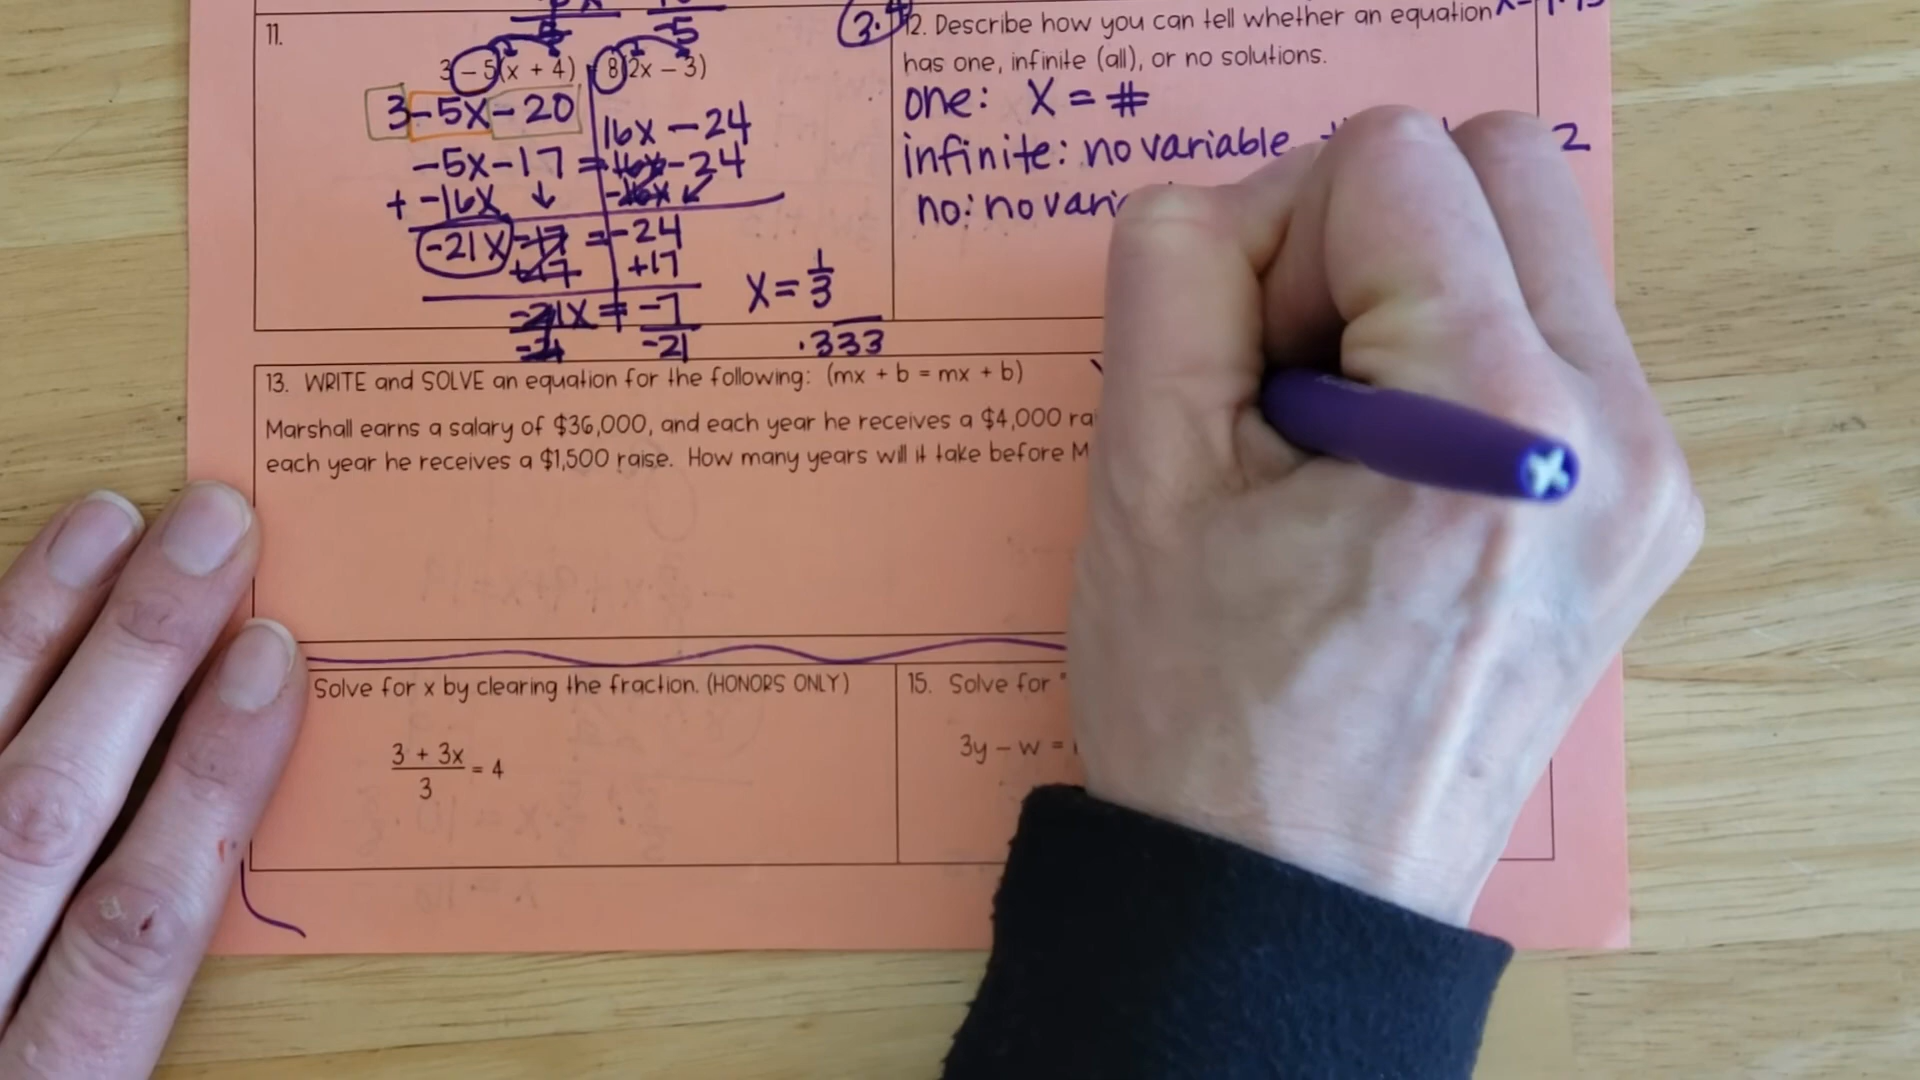 11.
3 – 5(x + 4) 8(2x – 3)
3-5x-20
16x-24
-5x-17 = 16x-24
+ -16x ↓ -16x
-21x-17 = -24
+17 +17
-21x = -7
-21 -21
x = 1/3
.333
12. Describe how you can tell whether an equation
has one, infinite (all), or no solutions.
one: X = #
infinite: no variable 2
no: no
13. WRITE and SOLVE an equation for the following: (mx + b = mx + b)
Marshall earns a salary of $36,000, and each year he receives a $4,000
each year he receives a $1,500 raise. How many years will it take before
Solve for x by clearing the fraction. (HONORS ONLY)
3 + 3x
= 4
3
15. Solve for "
3y – w =